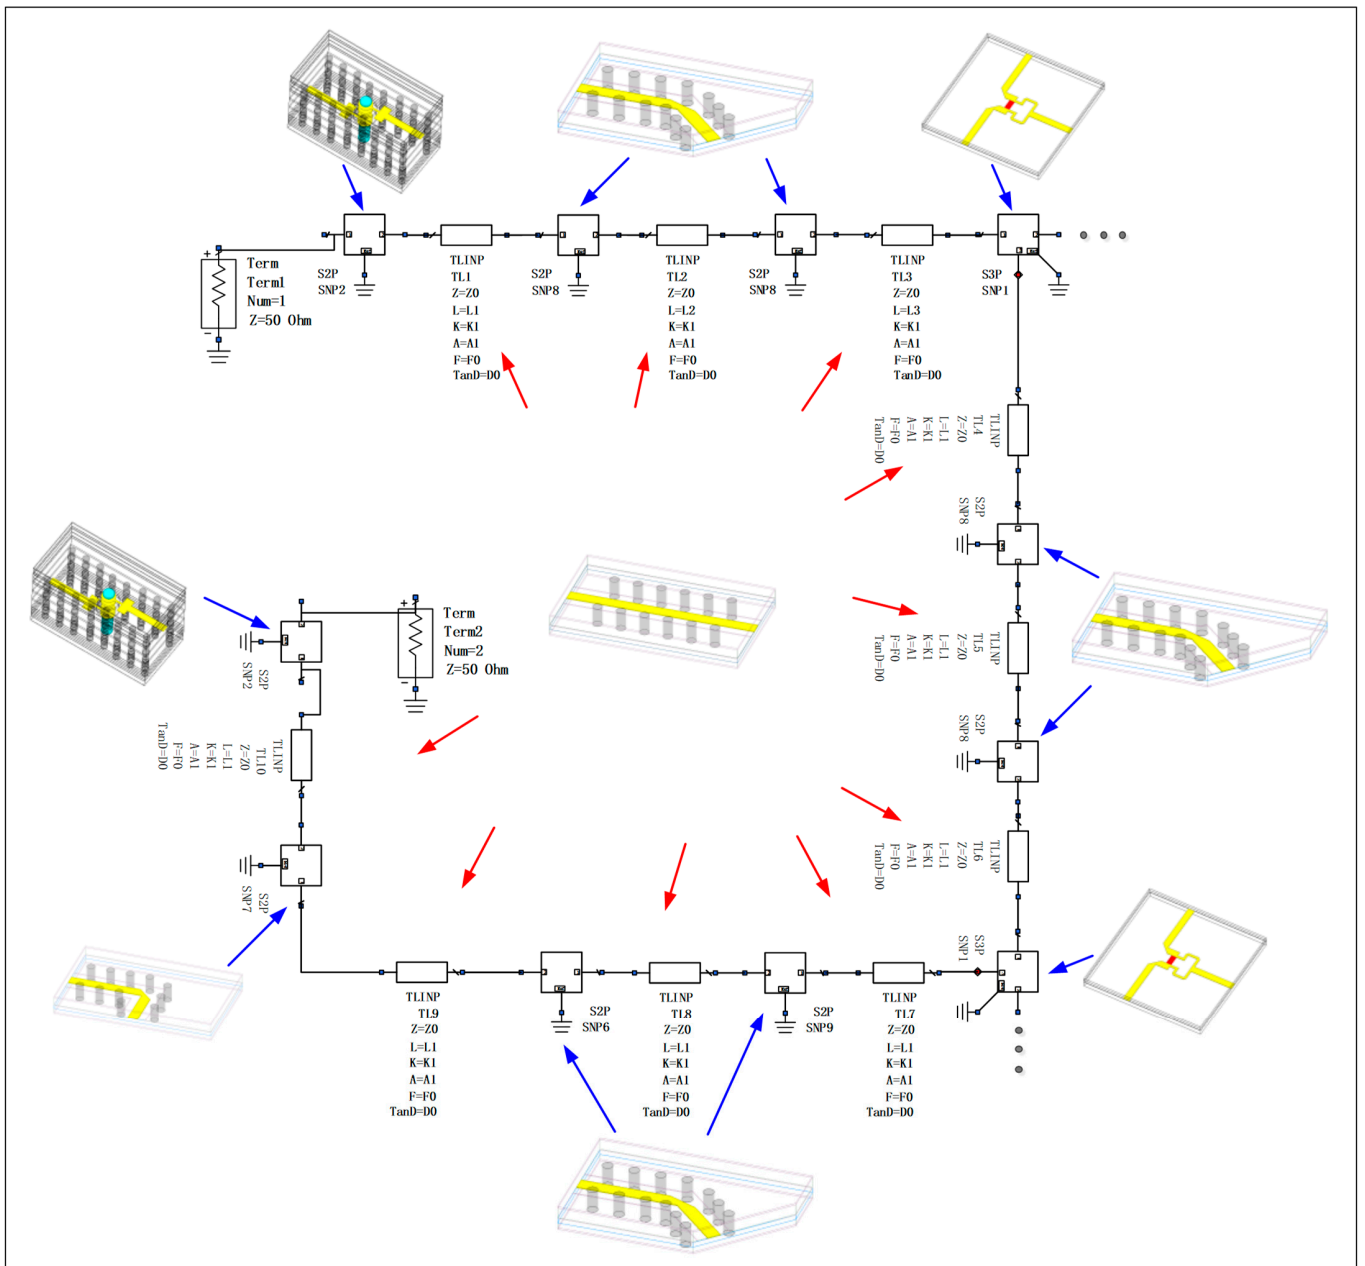 Term
Term1
Num=1
Z=50 Ohm
S2P
SNP2
TLINP
TL1
Z=Z0
L=L1
K=K1
A=A1
F=F0
TanD=D0
S2P
SNP8
TLINP
TL2
Z=Z0
L=L2
K=K1
A=A1
F=F0
TanD=D0
S2P
SNP8
TLINP
TL3
Z=Z0
L=L3
K=K1
A=A1
F=F0
TanD=D0
S3P
SNP1
TLINP
TL4
Z=Z0
L=L1
K=K1
A=A1
F=F0
TanD=D0
S2P
SNP8
TLINP
TL5
Z=Z0
L=L1
K=K1
A=A1
F=F0
TanD=D0
S2P
SNP8
TLINP
TL6
Z=Z0
L=L1
K=K1
A=A1
F=F0
TanD=D0
S3P
SNP1
TLINP
TL7
Z=Z0
L=L1
K=K1
A=A1
F=F0
TanD=D0
S2P
SNP9
TLINP
TL8
Z=Z0
L=L1
K=K1
A=A1
F=F0
TanD=D0
S2P
SNP6
TLINP
TL9
Z=Z0
L=L1
K=K1
A=A1
F=F0
TanD=D0
S2P
SNP7
TLINP
TL10
Z=Z0
L=L1
K=K1
A=A1
F=F0
TanD=D0
S2P
SNP2
Term
Term2
Num=2
Z=50 Ohm